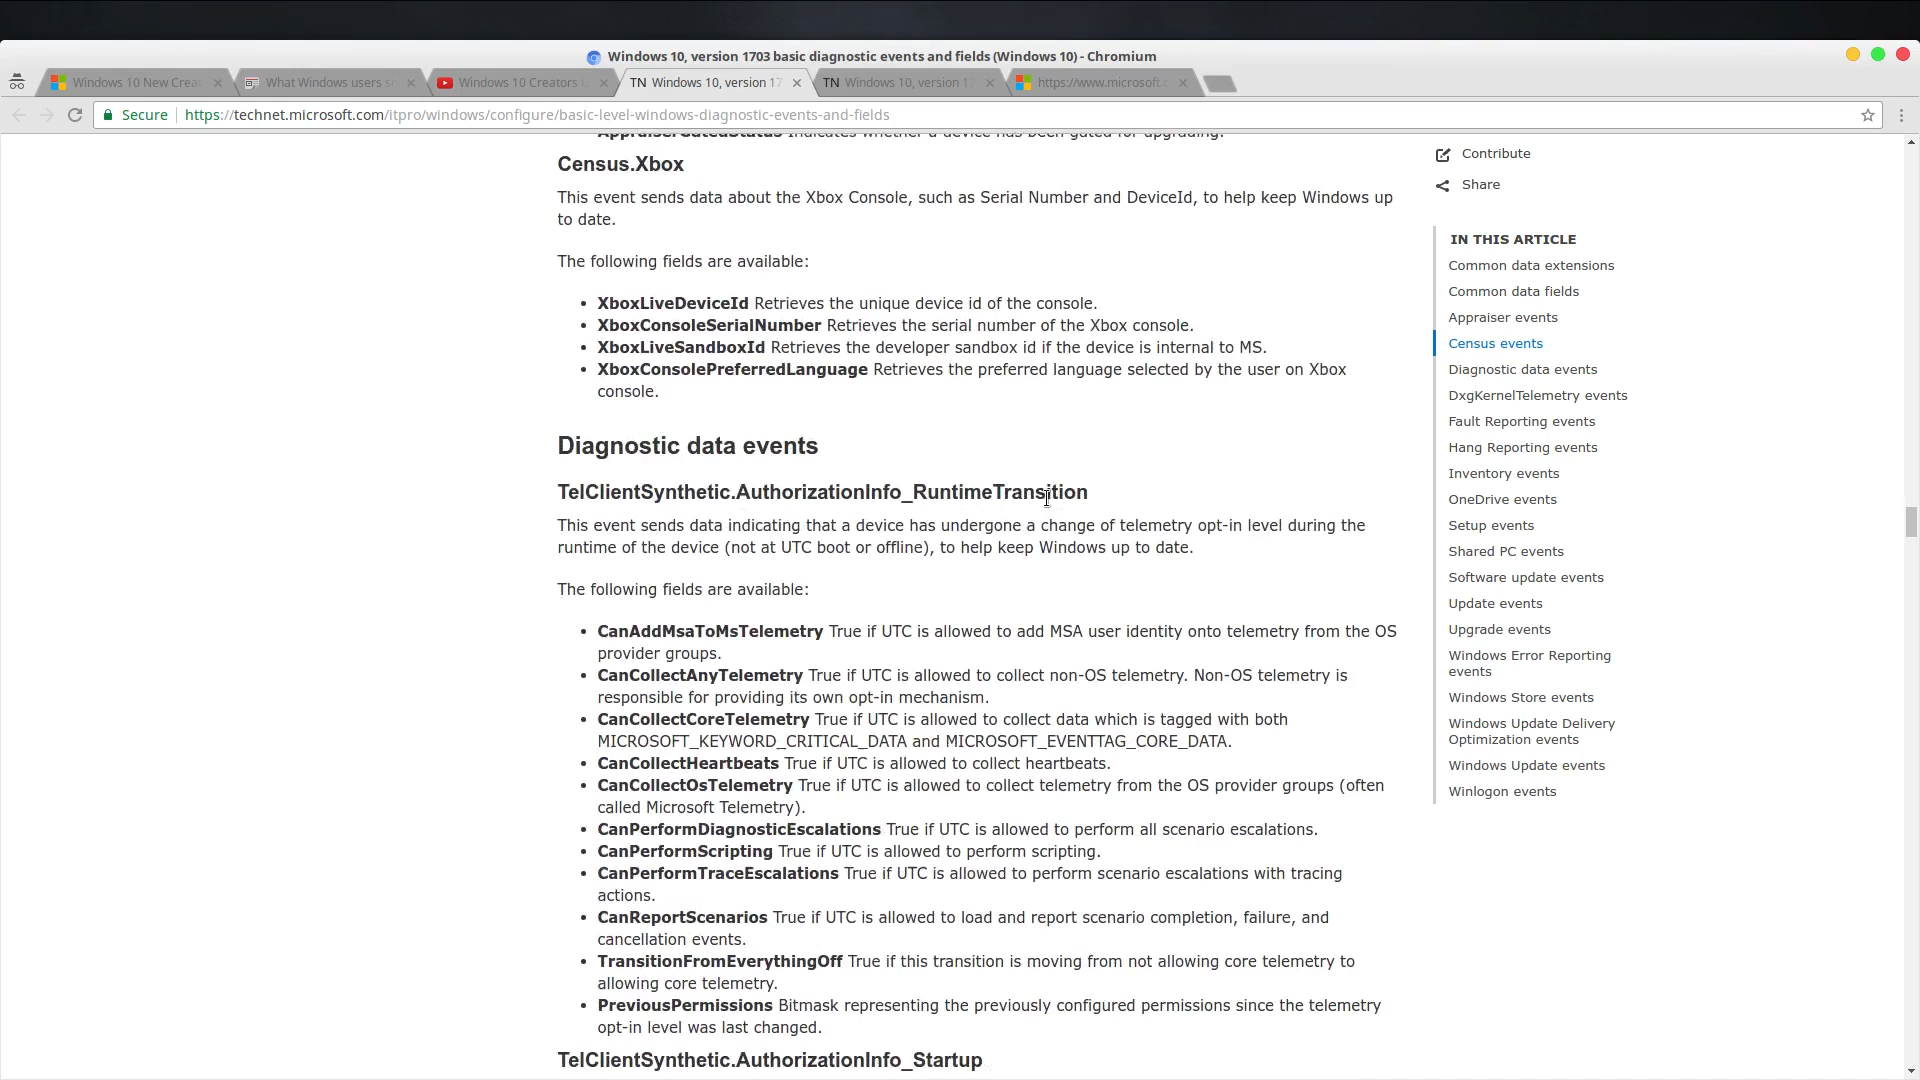 Windows 10, version 1703 basic diagnostic events and fields (Windows 10) - Chromium
Windows 10 New Crea
What Windows users s
Windows 10 Creators U
TN Windows 10, version 17
TN Windows 10, version 17
https://www.microsoft.c
Secure https://technet.microsoft.com/itpro/windows/configure/basic-level-windows-diagnostic-events-and-fields
AppraiserGatedStatus Indicates whether a device has been gated for upgrading.
Census.Xbox
This event sends data about the Xbox Console, such as Serial Number and DeviceId, to help keep Windows up
to date.
The following fields are available:
• XboxLiveDeviceId Retrieves the unique device id of the console.
• XboxConsoleSerialNumber Retrieves the serial number of the Xbox console.
• XboxLiveSandboxId Retrieves the developer sandbox id if the device is internal to MS.
• XboxConsolePreferredLanguage Retrieves the preferred language selected by the user on Xbox
console.
Diagnostic data events
TelClientSynthetic.AuthorizationInfo_RuntimeTransition
This event sends data indicating that a device has undergone a change of telemetry opt-in level during the
runtime of the device (not at UTC boot or offline), to help keep Windows up to date.
The following fields are available:
• CanAddMsaToMsTelemetry True if UTC is allowed to add MSA user identity onto telemetry from the OS
provider groups.
• CanCollectAnyTelemetry True if UTC is allowed to collect non-OS telemetry. Non-OS telemetry is
responsible for providing its own opt-in mechanism.
• CanCollectCoreTelemetry True if UTC is allowed to collect data which is tagged with both
MICROSOFT_KEYWORD_CRITICAL_DATA and MICROSOFT_EVENTTAG_CORE_DATA.
• CanCollectHeartbeats True if UTC is allowed to collect heartbeats.
• CanCollectOsTelemetry True if UTC is allowed to collect telemetry from the OS provider groups (often
called Microsoft Telemetry).
• CanPerformDiagnosticEscalations True if UTC is allowed to perform all scenario escalations.
• CanPerformScripting True if UTC is allowed to perform scripting.
• CanPerformTraceEscalations True if UTC is allowed to perform scenario escalations with tracing
actions.
• CanReportScenarios True if UTC is allowed to load and report scenario completion, failure, and
cancellation events.
• TransitionFromEverythingOff True if this transition is moving from not allowing core telemetry to
allowing core telemetry.
• PreviousPermissions Bitmask representing the previously configured permissions since the telemetry
opt-in level was last changed.
TelClientSynthetic.AuthorizationInfo_Startup
Contribute
Share
IN THIS ARTICLE
Common data extensions
Common data fields
Appraiser events
Census events
Diagnostic data events
DxgKernelTelemetry events
Fault Reporting events
Hang Reporting events
Inventory events
OneDrive events
Setup events
Shared PC events
Software update events
Update events
Upgrade events
Windows Error Reporting
events
Windows Store events
Windows Update Delivery
Optimization events
Windows Update events
Winlogon events